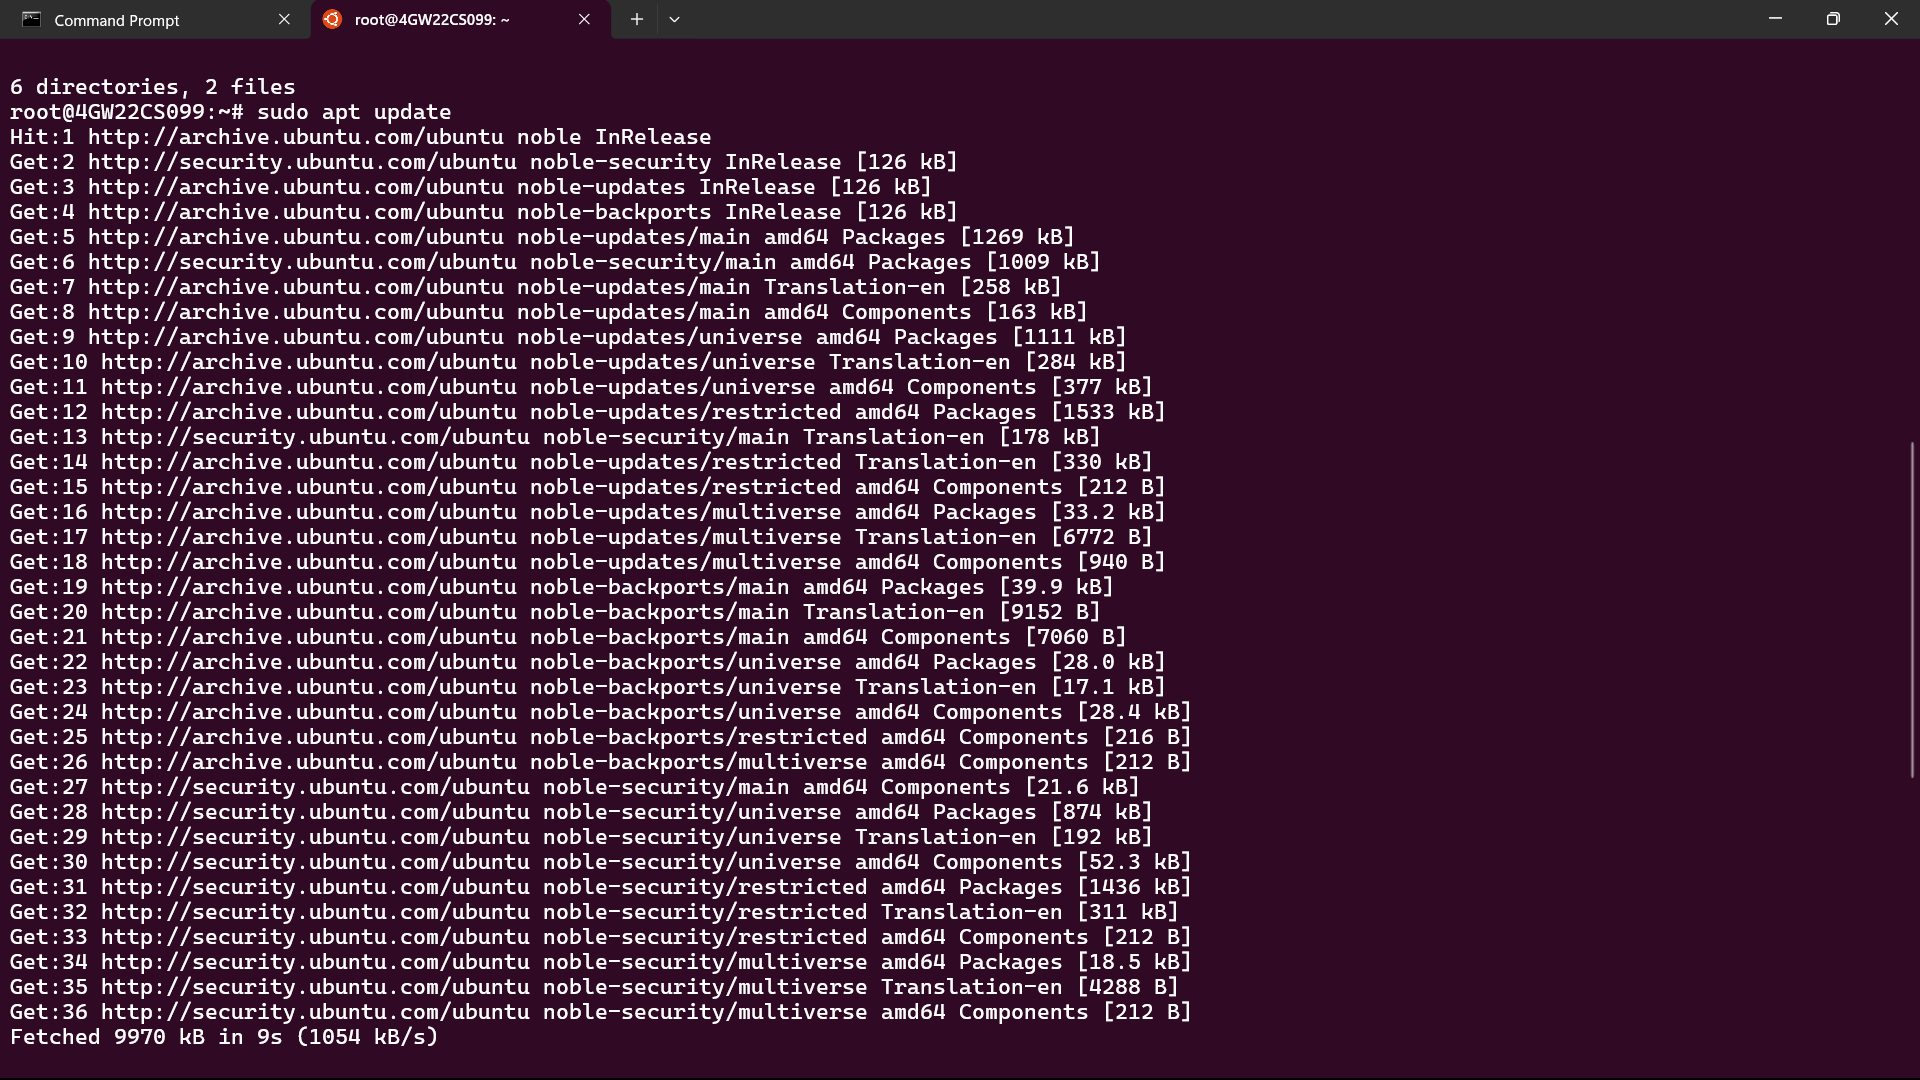 Command Prompt
root@4GW22CS099: ~
6 directories, 2 files
root@4GW22CS099:~# sudo apt update
Hit:1 http://archive.ubuntu.com/ubuntu noble InRelease
Get:2 http://security.ubuntu.com/ubuntu noble-security InRelease [126 kB]
Get:3 http://archive.ubuntu.com/ubuntu noble-updates InRelease [126 kB]
Get:4 http://archive.ubuntu.com/ubuntu noble-backports InRelease [126 kB]
Get:5 http://archive.ubuntu.com/ubuntu noble-updates/main amd64 Packages [1269 kB]
Get:6 http://security.ubuntu.com/ubuntu noble-security/main amd64 Packages [1009 kB]
Get:7 http://archive.ubuntu.com/ubuntu noble-updates/main Translation-en [258 kB]
Get:8 http://archive.ubuntu.com/ubuntu noble-updates/main amd64 Components [163 kB]
Get:9 http://archive.ubuntu.com/ubuntu noble-updates/universe amd64 Packages [1111 kB]
Get:10 http://archive.ubuntu.com/ubuntu noble-updates/universe Translation-en [284 kB]
Get:11 http://archive.ubuntu.com/ubuntu noble-updates/universe amd64 Components [377 kB]
Get:12 http://archive.ubuntu.com/ubuntu noble-updates/restricted amd64 Packages [1533 kB]
Get:13 http://security.ubuntu.com/ubuntu noble-security/main Translation-en [178 kB]
Get:14 http://archive.ubuntu.com/ubuntu noble-updates/restricted Translation-en [330 kB]
Get:15 http://archive.ubuntu.com/ubuntu noble-updates/restricted amd64 Components [212 B]
Get:16 http://archive.ubuntu.com/ubuntu noble-updates/multiverse amd64 Packages [33.2 kB]
Get:17 http://archive.ubuntu.com/ubuntu noble-updates/multiverse Translation-en [6772 B]
Get:18 http://archive.ubuntu.com/ubuntu noble-updates/multiverse amd64 Components [940 B]
Get:19 http://archive.ubuntu.com/ubuntu noble-backports/main amd64 Packages [39.9 kB]
Get:20 http://archive.ubuntu.com/ubuntu noble-backports/main Translation-en [9152 B]
Get:21 http://archive.ubuntu.com/ubuntu noble-backports/main amd64 Components [7060 B]
Get:22 http://archive.ubuntu.com/ubuntu noble-backports/universe amd64 Packages [28.0 kB]
Get:23 http://archive.ubuntu.com/ubuntu noble-backports/universe Translation-en [17.1 kB]
Get:24 http://archive.ubuntu.com/ubuntu noble-backports/universe amd64 Components [28.4 kB]
Get:25 http://archive.ubuntu.com/ubuntu noble-backports/restricted amd64 Components [216 B]
Get:26 http://archive.ubuntu.com/ubuntu noble-backports/multiverse amd64 Components [212 B]
Get:27 http://security.ubuntu.com/ubuntu noble-security/main amd64 Components [21.6 kB]
Get:28 http://security.ubuntu.com/ubuntu noble-security/universe amd64 Packages [874 kB]
Get:29 http://security.ubuntu.com/ubuntu noble-security/universe Translation-en [192 kB]
Get:30 http://security.ubuntu.com/ubuntu noble-security/universe amd64 Components [52.3 kB]
Get:31 http://security.ubuntu.com/ubuntu noble-security/restricted amd64 Packages [1436 kB]
Get:32 http://security.ubuntu.com/ubuntu noble-security/restricted Translation-en [311 kB]
Get:33 http://security.ubuntu.com/ubuntu noble-security/restricted amd64 Components [212 B]
Get:34 http://security.ubuntu.com/ubuntu noble-security/multiverse amd64 Packages [18.5 kB]
Get:35 http://security.ubuntu.com/ubuntu noble-security/multiverse Translation-en [4288 B]
Get:36 http://security.ubuntu.com/ubuntu noble-security/multiverse amd64 Components [212 B]
Fetched 9970 kB in 9s (1054 kB/s)